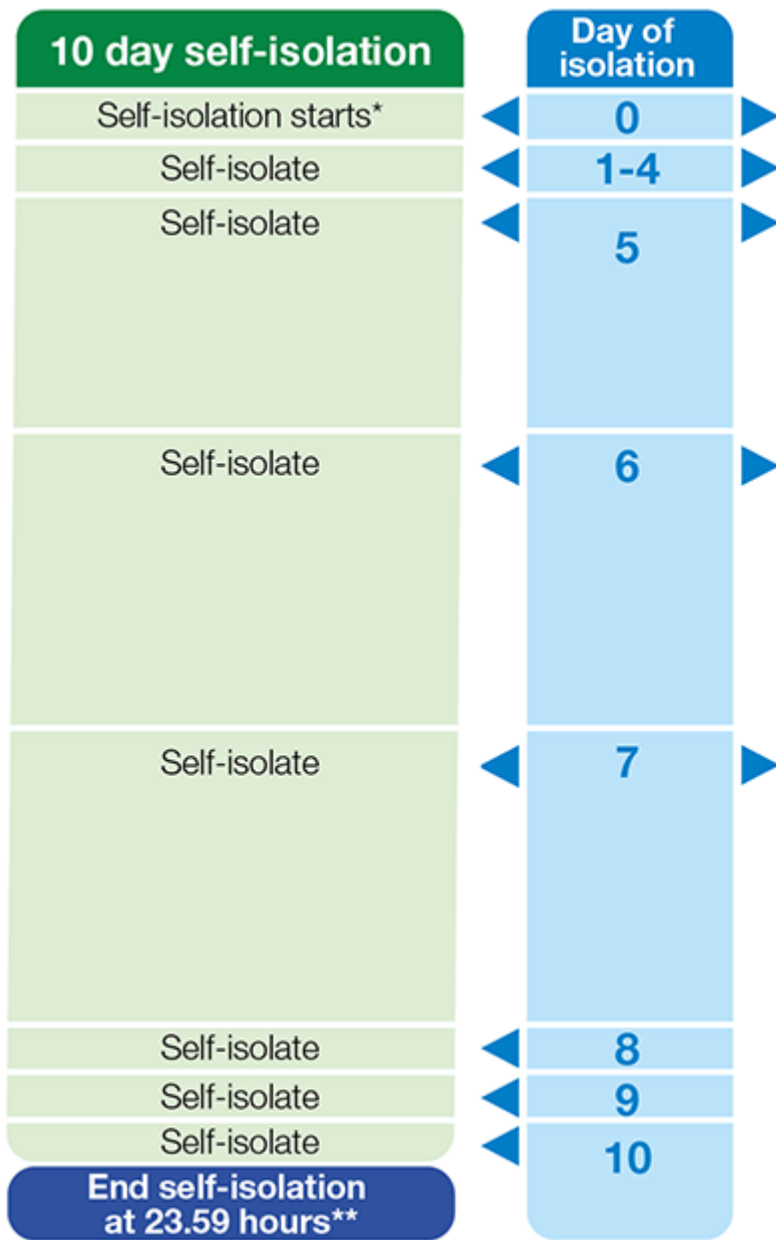 10 day self-isolation
Day of
isolation
Self-isolation starts*
0
Self-isolate
1-4
Self-isolate
5
Self-isolate
6
Self-isolate
7
Self-isolate
8
Self-isolate
9
Self-isolate
10
End self-isolation
at 23.59 hours**